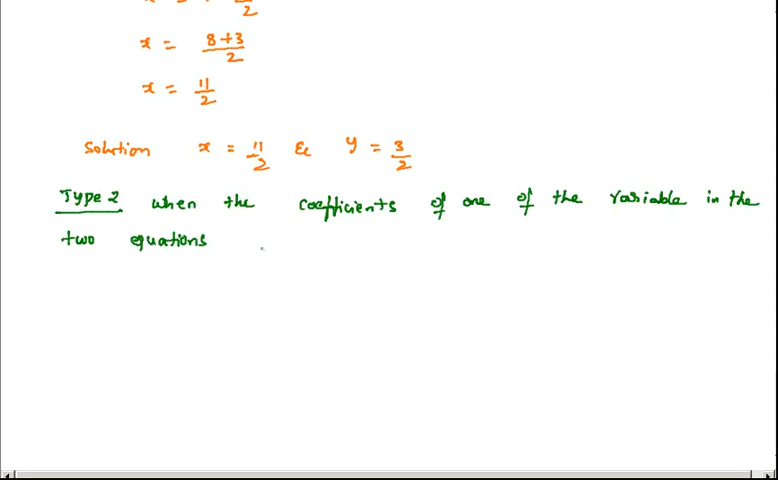 x = 8+3/2
x = 11/2
Solution x = 11/2 & y = 3/2
Type 2 when the coefficients of one of the variable in the
two equations